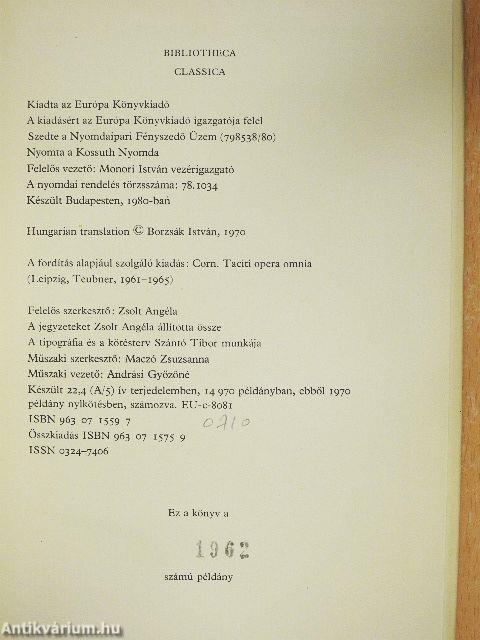 BIBLIOTHECA
CLASSICA
Kiadta az Európa Könyvkiadó
A kiadásért az Európa Könyvkiadó igazgatója felel
Szedte a Nyomdaipari Fényszedő Üzem (798538/80)
Nyomta a Kossuth Nyomda
Felelős vezető: Monori István vezérigazgató
A nyomdai rendelés törzsszáma: 78.1034
Készült Budapesten, 1980-ban
Hungarian translation © Borzsák István, 1970
A fordítás alapjául szolgáló kiadás: Corn. Taciti opera omnia
(Leipzig, Teubner, 1961–1965)
Felelős szerkesztő: Zsolt Angéla
A jegyzeteket Zsolt Angéla állította össze
A tipográfia és a kötésterv Szántó Tibor munkája
Műszaki szerkesztő: Maczó Zsuzsanna
Műszaki vezető: Andrási Győzőné
Készült 22,4 (A/5) ív terjedelemben, 14 970 példányban, ebből 1970
példány nylkötésben, számozva. EU-c-8081
ISBN 963 07 1559 7
0710
Összkiadás ISBN 963 07 1575 9
ISSN 0324-7406
Ez a könyv a
1962
számú példány
Antikvárium.hu